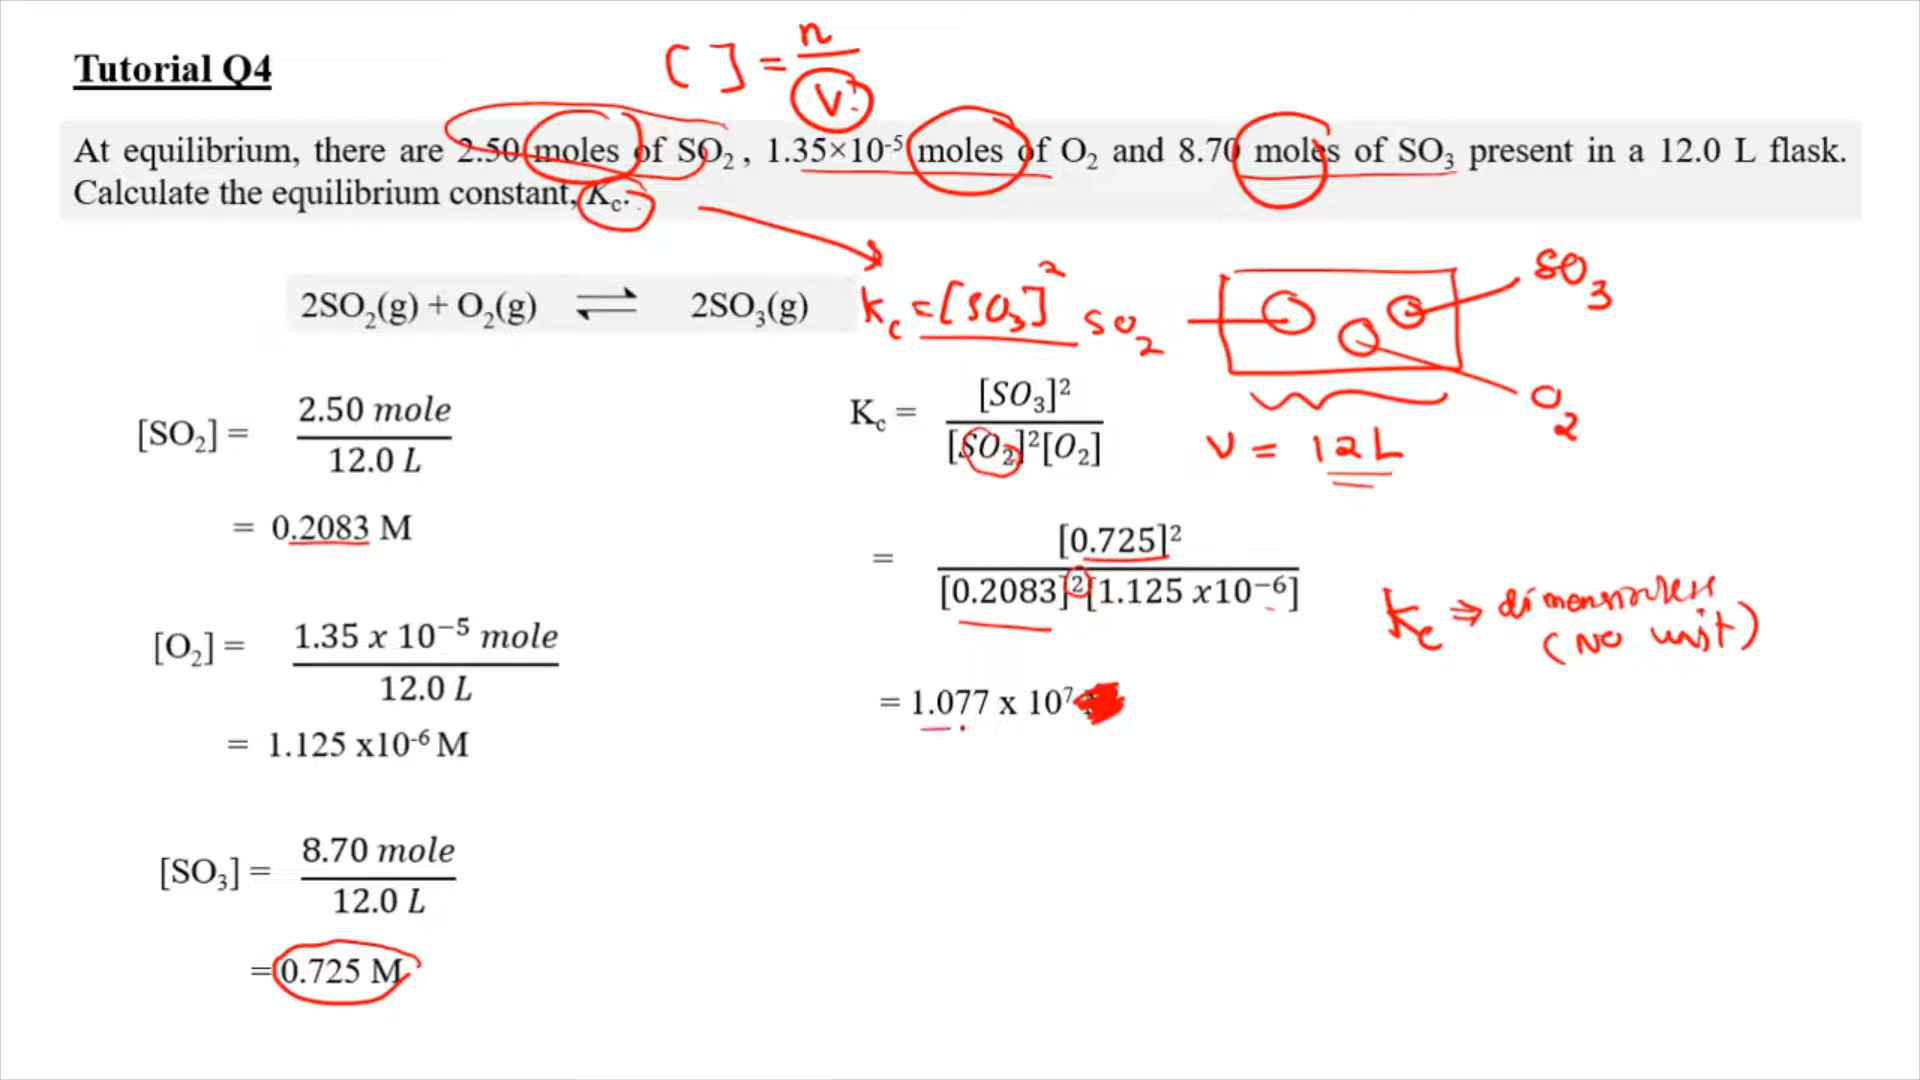 Tutorial Q4
[ ] = n
V
At equilibrium, there are 2.50 moles of SO₂ , 1.35×10⁻⁵ moles of O₂ and 8.70 moles of SO₃ present in a 12.0 L flask.
Calculate the equilibrium constant, Kc.
2SO₂(g) + O₂(g) ⇌ 2SO₃(g)
kc = [SO₃]²
SO₂
SO₃
O₂
V = 12L
[SO₂] = 2.50 mole
12.0 L
= 0.2083 M
[O₂] = 1.35 x 10⁻⁵ mole
12.0 L
= 1.125 x10⁻⁶ M
[SO₃] = 8.70 mole
12.0 L
= 0.725 M
Kc = [SO₃]²
[SO₂]²[O₂]
= [0.725]²
[0.2083]²[1.125 x10⁻⁶]
= 1.077 x 10⁷
kc ⇒ dimensionless
(No unit)